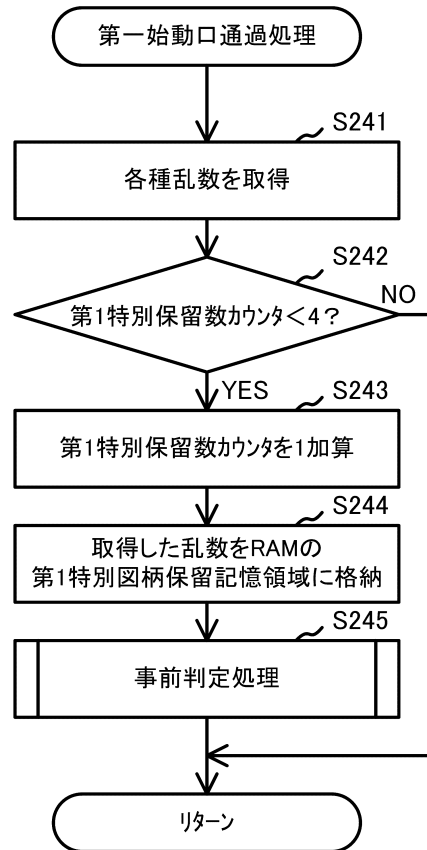 第一始動口通過処理
S241
各種乱数を取得
S242
第1特別保留数カウンタ<4?
NO
YES
S243
第1特別保留数カウンタを1加算
S244
取得した乱数をRAMの
第1特別図柄保留記憶領域に格納
S245
事前判定処理
リターン